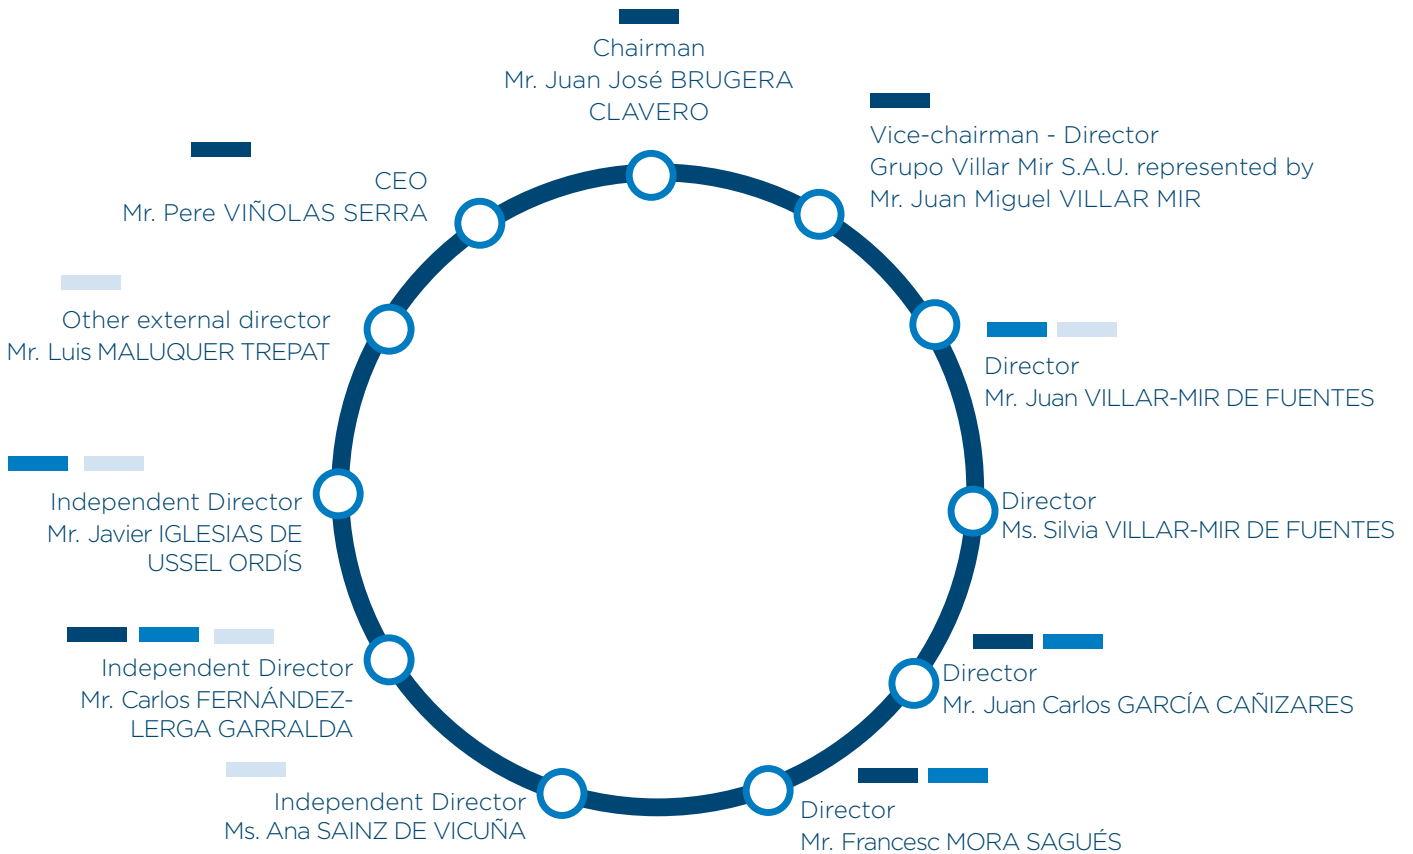 Chairman
Mr. Juan José BRUGERA
CLAVERO
Vice-chairman - Director
Grupo Villar Mir S.A.U. represented by
Mr. Juan Miguel VILLAR MIR
CEO
Mr. Pere VIÑOLAS SERRA
Other external director
Mr. Luis MALUQUER TREPAT
Director
Mr. Juan VILLAR-MIR DE FUENTES
Independent Director
Mr. Javier IGLESIAS DE
USSEL ORDÍS
Director
Ms. Silvia VILLAR-MIR DE FUENTES
Independent Director
Mr. Carlos FERNÁNDEZ-
LERGA GARRALDA
Director
Mr. Juan Carlos GARCÍA CAÑIZARES
Independent Director
Ms. Ana SAINZ DE VICUÑA
Director
Mr. Francesc MORA SAGUÉS